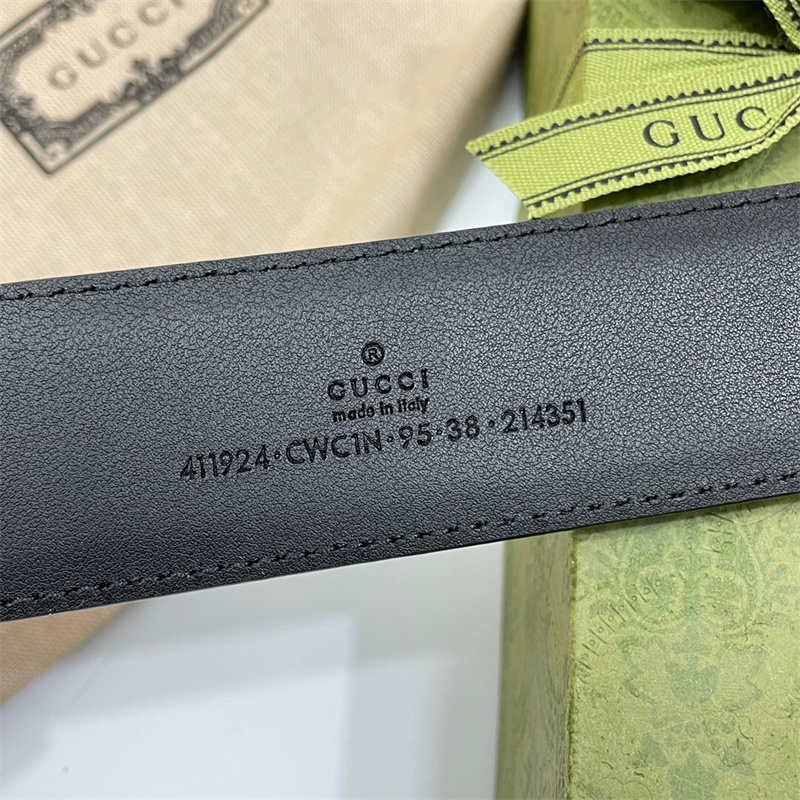 GUCCI
GUC
®
GUCCI
made in italy
411924·CWC1N·95·38·214351